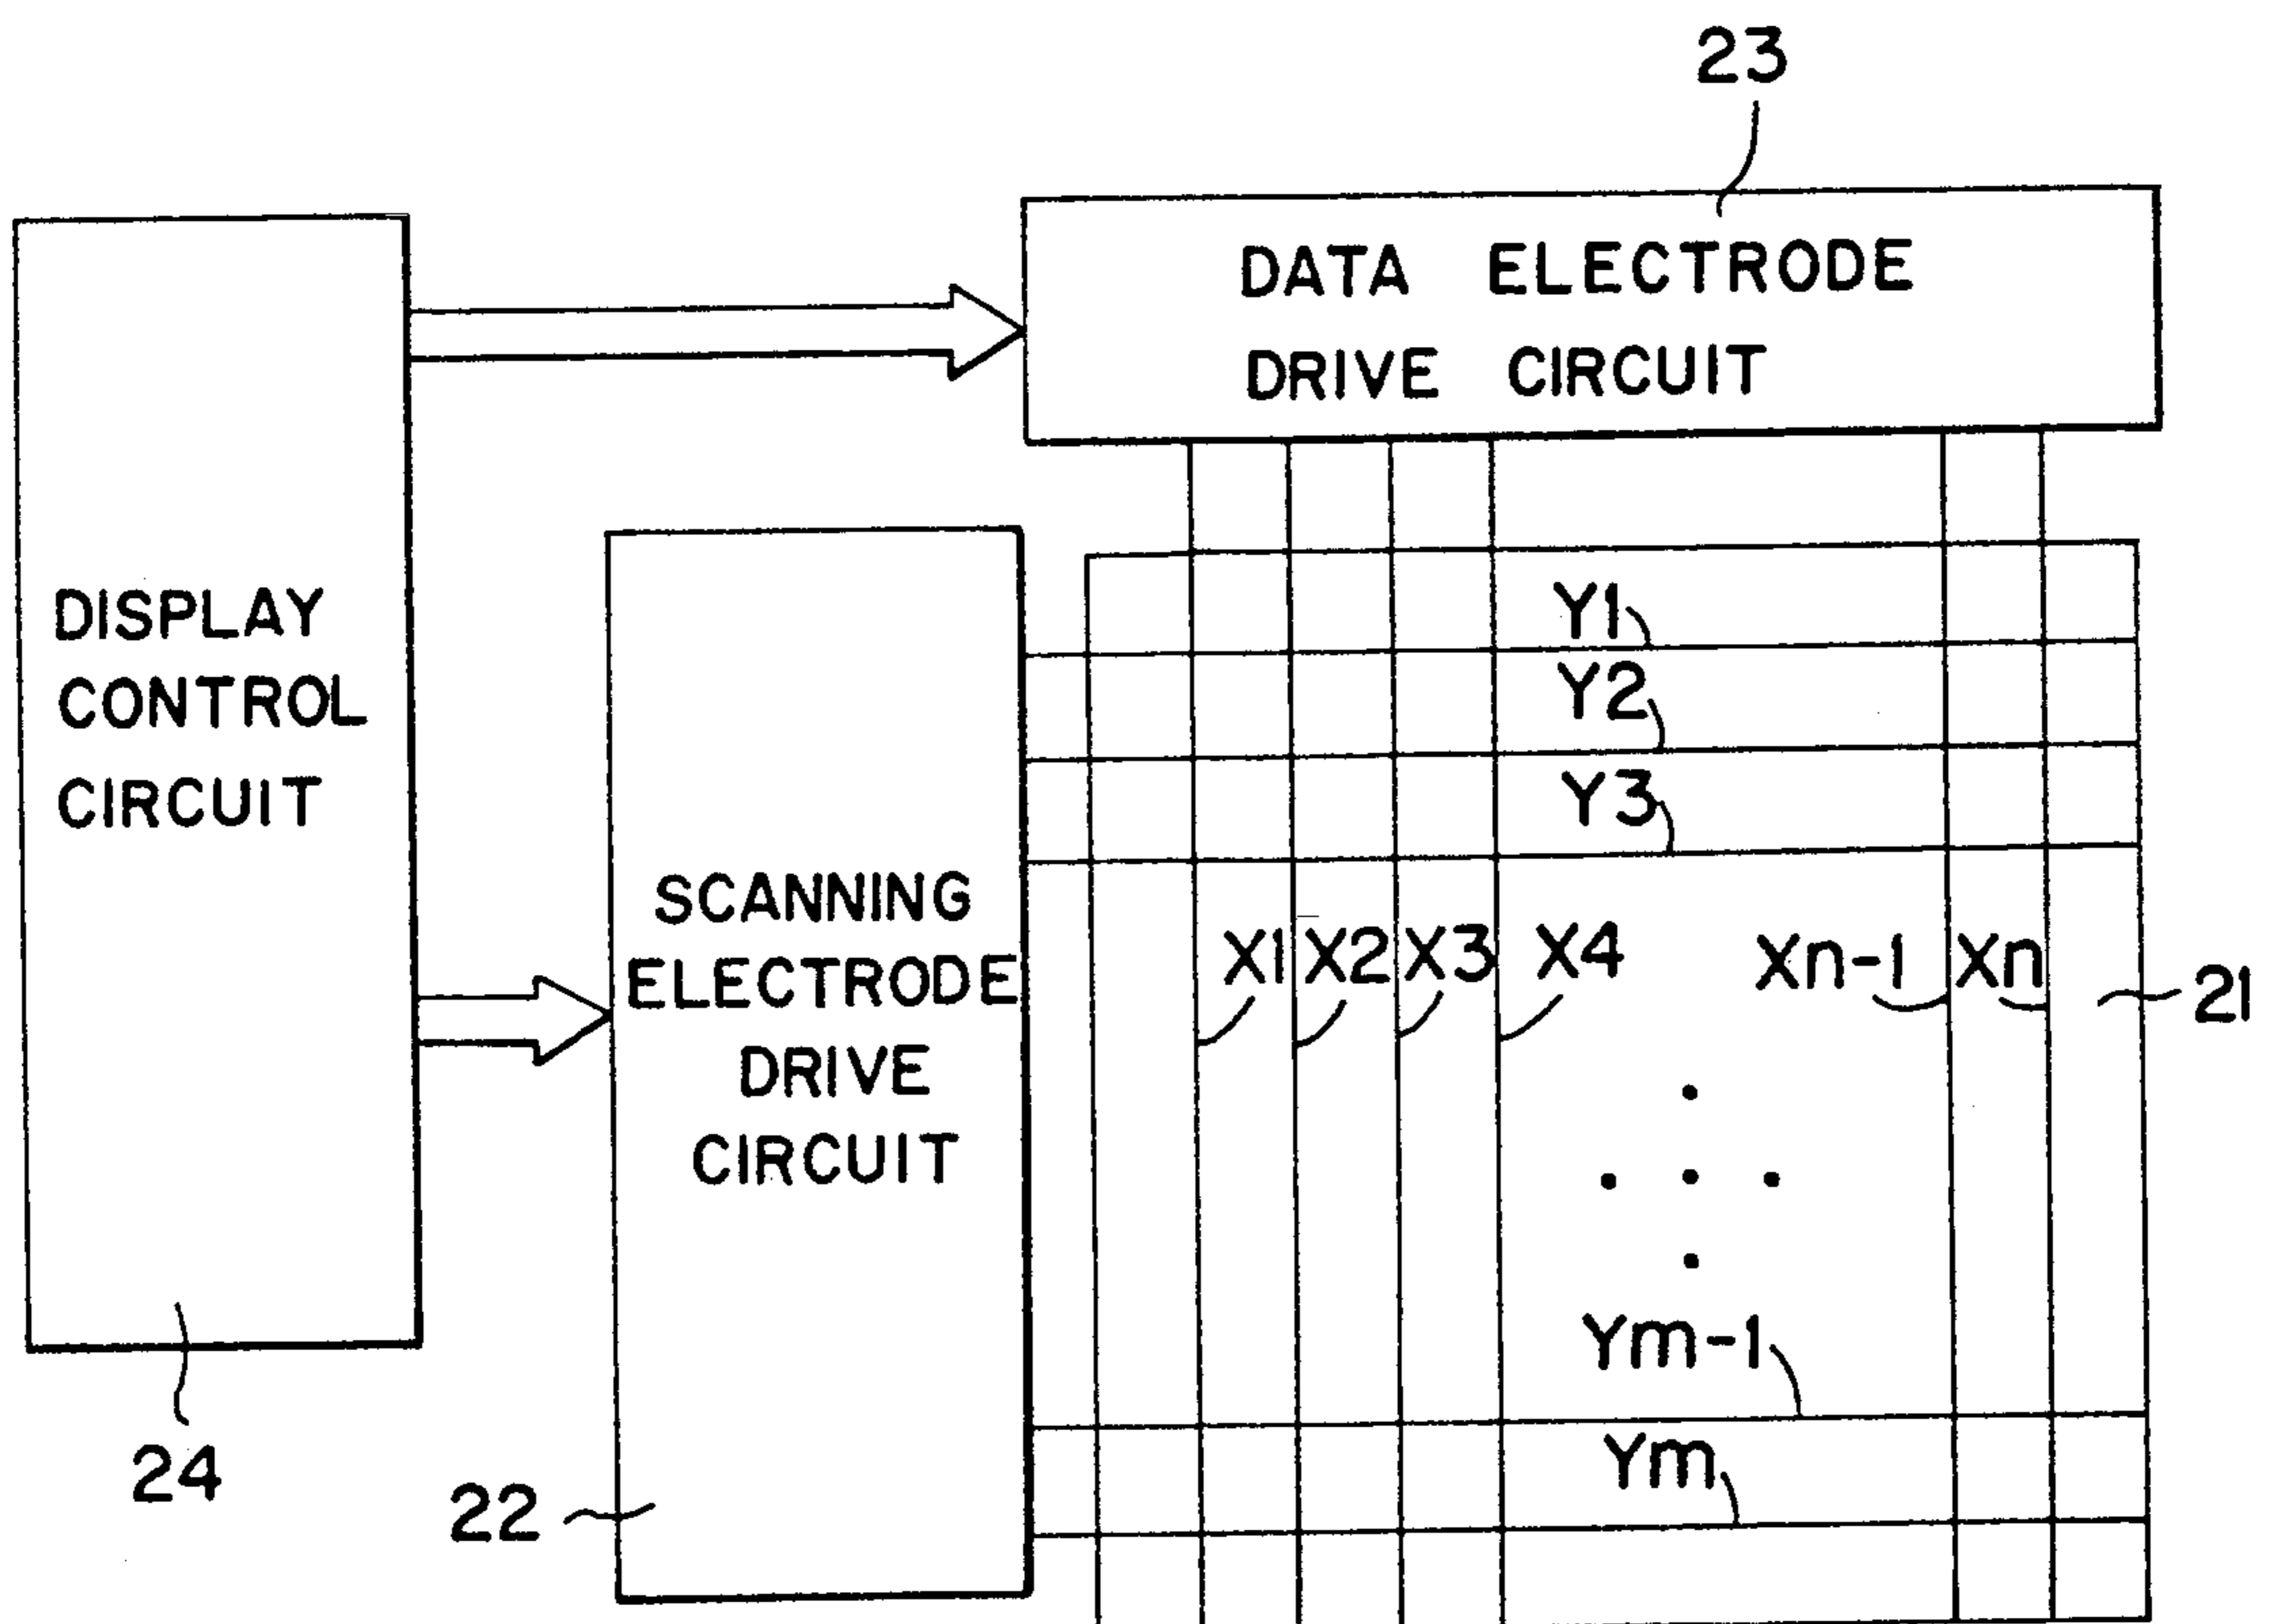 23
DATA ELECTRODE
DRIVE CIRCUIT
DISPLAY
CONTROL
CIRCUIT
SCANNING
ELECTRODE
DRIVE
CIRCUIT
Y1
Y2
Y3
X1 X2 X3 X4 Xn-1 Xn
21
Ym-1
Ym
24
22